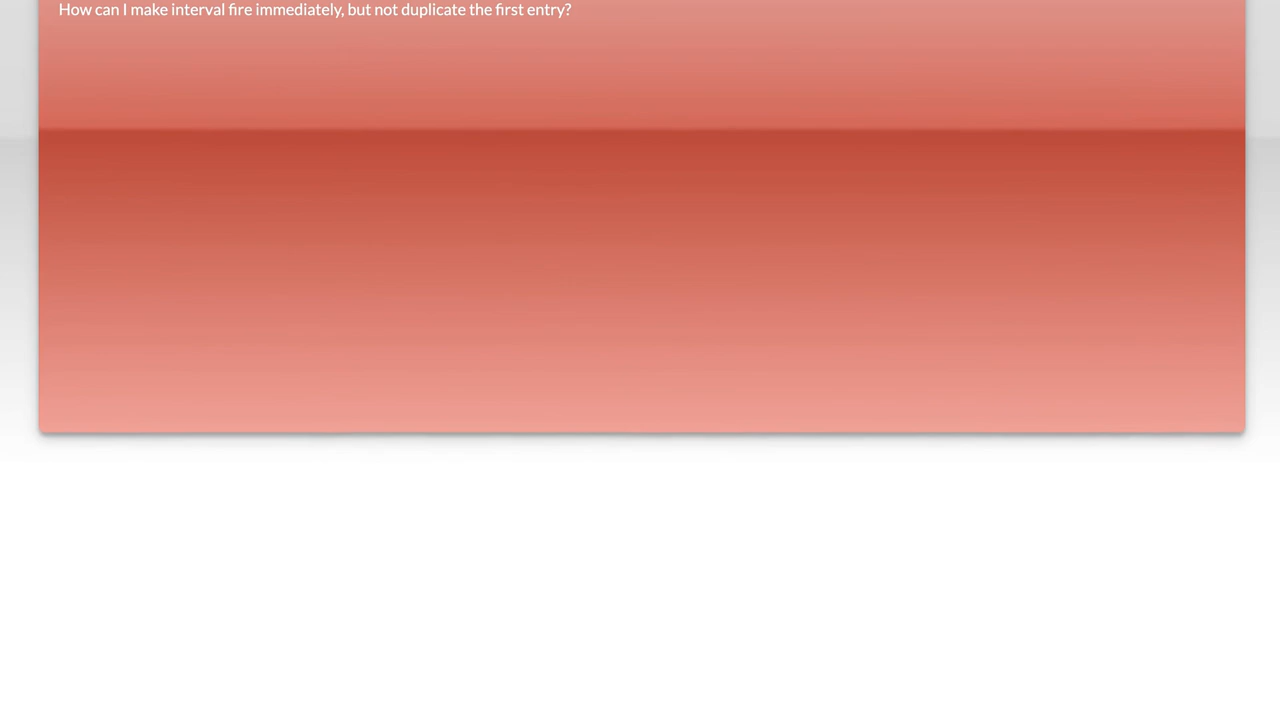 How can I make interval fire immediately, but not duplicate the first entry?